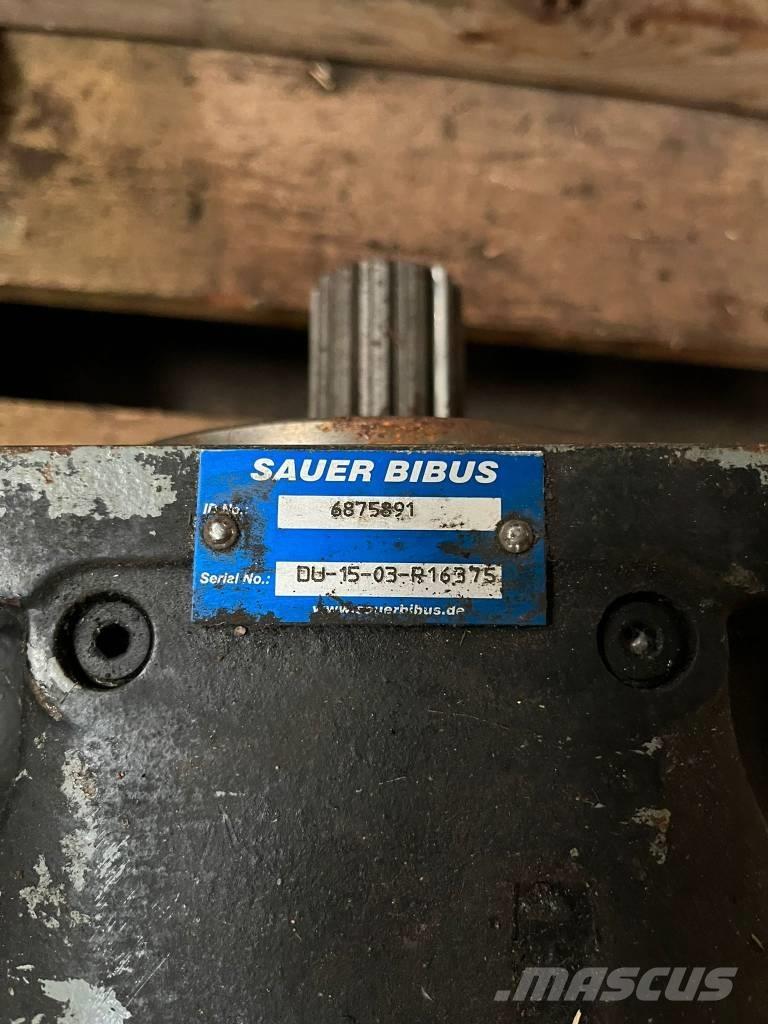 SAUER BIBUS
ID No.: 6875891
Serial No.: DU-15-03-R16375
www.sauerbibus.de
MASCUS